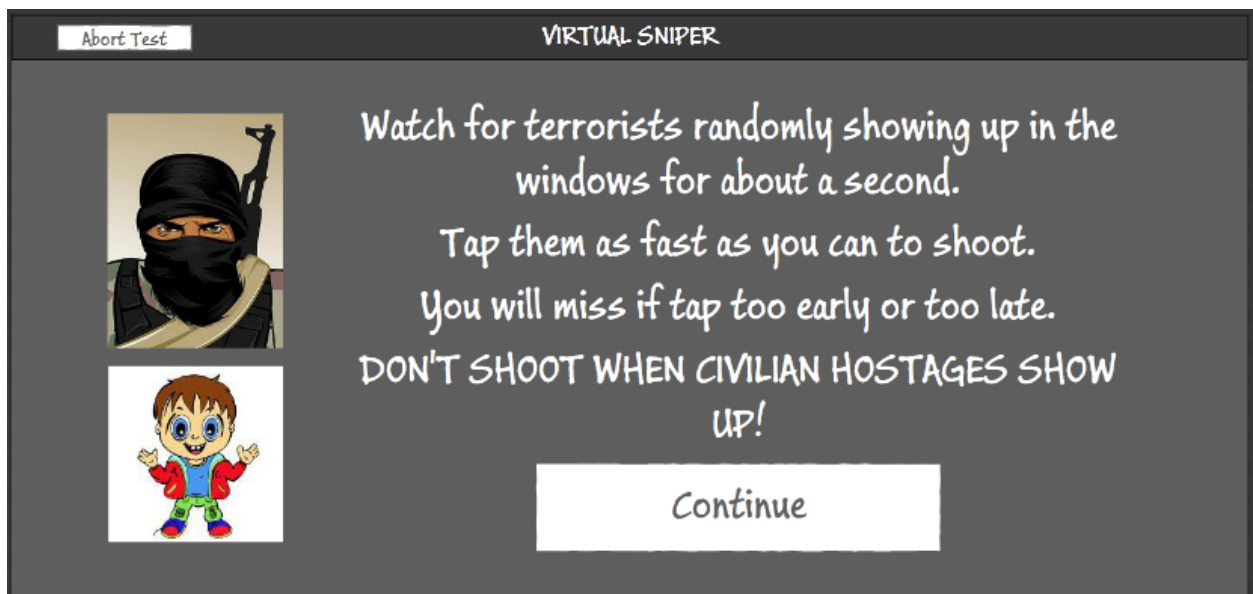 Abort Test
VIRTUAL SNIPER
Watch for terrorists randomly showing up in the
windows for about a second.
Tap them as fast as you can to shoot.
You will miss if tap too early or too late.
DON'T SHOOT WHEN CIVILIAN HOSTAGES SHOW
UP!
Continue